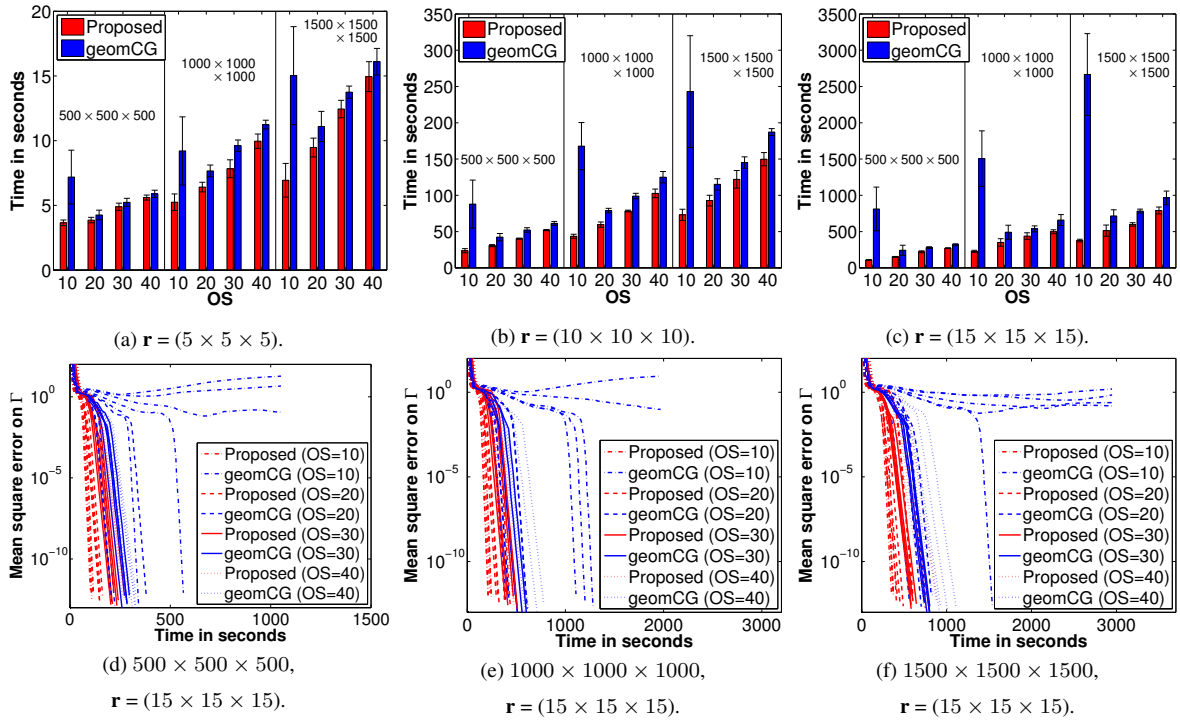 Proposed
geomCG
500 × 500 × 500
1000 × 1000
× 1000
1500 × 1500
× 1500
Time in seconds
20
15
10
5
0
10 20 30 40 10 20 30 40 10 20 30 40
OS
(a) r = (5 × 5 × 5).
Proposed
geomCG
500 × 500 × 500
1000 × 1000
× 1000
1500 × 1500
× 1500
Time in seconds
350
300
250
200
150
100
50
0
10 20 30 40 10 20 30 40 10 20 30 40
OS
(b) r = (10 × 10 × 10).
Proposed
geomCG
500 × 500 × 500
1000 × 1000
× 1000
1500 × 1500
× 1500
Time in seconds
3500
3000
2500
2000
1500
1000
500
0
10 20 30 40 10 20 30 40 10 20 30 40
OS
(c) r = (15 × 15 × 15).
Mean square error on Γ
10⁰
10⁻⁵
10⁻¹⁰
Proposed (OS=10)
geomCG (OS=10)
Proposed (OS=20)
geomCG (OS=20)
Proposed (OS=30)
geomCG (OS=30)
Proposed (OS=40)
geomCG (OS=40)
0 500 1000 1500
Time in seconds
(d) 500 × 500 × 500,
r = (15 × 15 × 15).
Mean square error on Γ
10⁰
10⁻⁵
10⁻¹⁰
Proposed (OS=10)
geomCG (OS=10)
Proposed (OS=20)
geomCG (OS=20)
Proposed (OS=30)
geomCG (OS=30)
Proposed (OS=40)
geomCG (OS=40)
0 1000 2000 3000
Time in seconds
(e) 1000 × 1000 × 1000,
r = (15 × 15 × 15).
Mean square error on Γ
10⁰
10⁻⁵
10⁻¹⁰
Proposed (OS=10)
geomCG (OS=10)
Proposed (OS=20)
geomCG (OS=20)
Proposed (OS=30)
geomCG (OS=30)
Proposed (OS=40)
geomCG (OS=40)
0 1000 2000 3000
Time in seconds
(f) 1500 × 1500 × 1500,
r = (15 × 15 × 15).